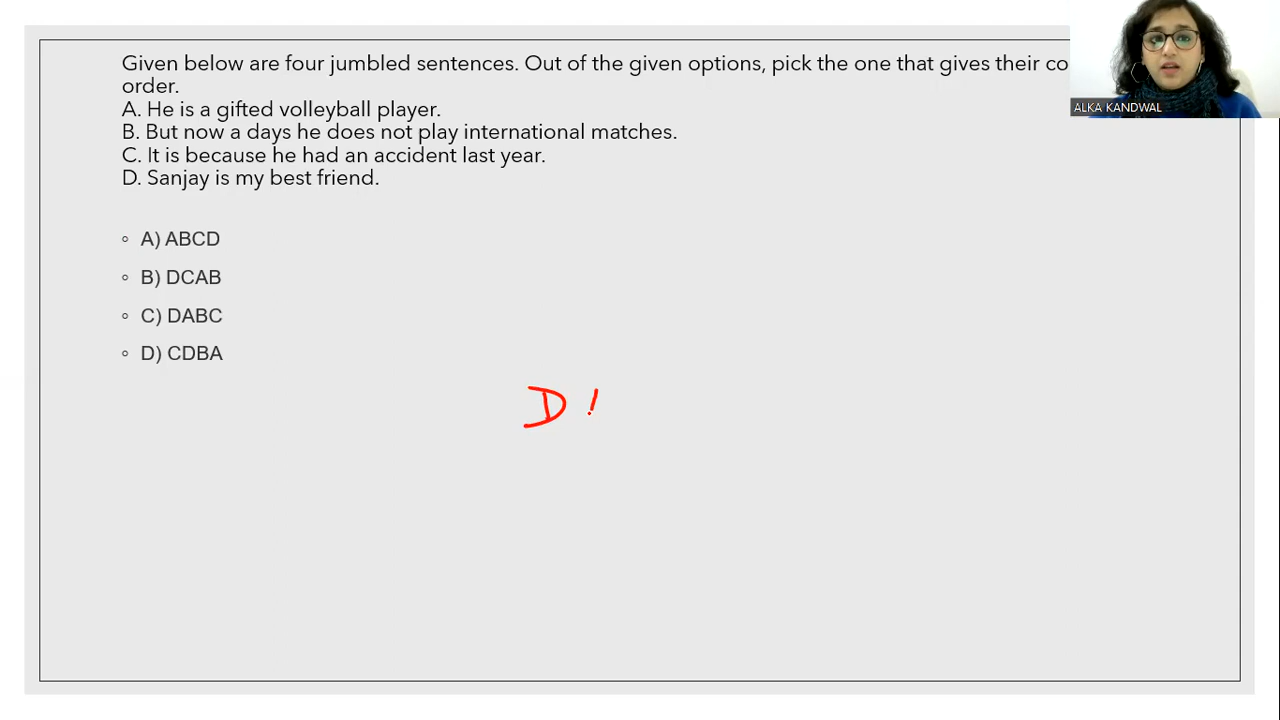 Given below are four jumbled sentences. Out of the given options, pick the one that gives their co
order.
A. He is a gifted volleyball player.
B. But now a days he does not play international matches.
C. It is because he had an accident last year.
D. Sanjay is my best friend.
A) ABCD
B) DCAB
C) DABC
D) CDBA
D
ALKA KANDWAL